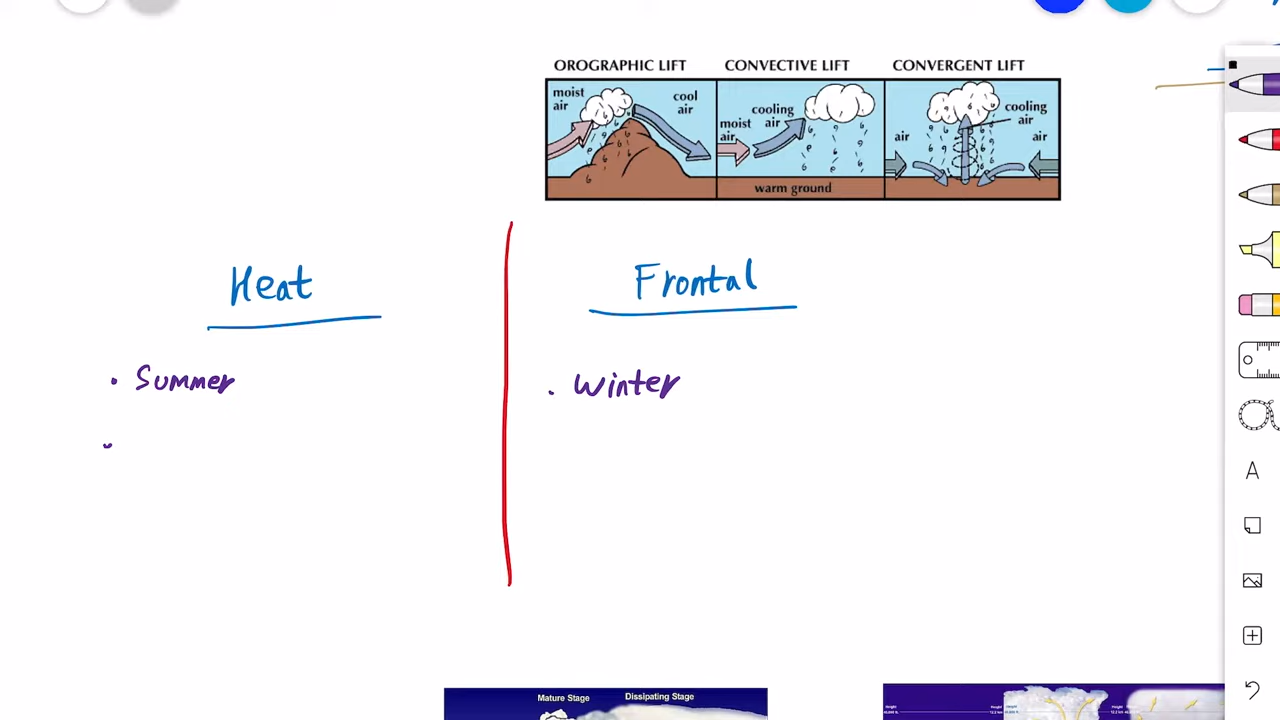 OROGRAPHIC LIFT CONVECTIVE LIFT CONVERGENT LIFT
moist air
cool air
moist air
cooling air
warm ground
air
cooling air
air
Heat
Frontal
• Summer
• Winter
•
A
Mature Stage Dissipating Stage